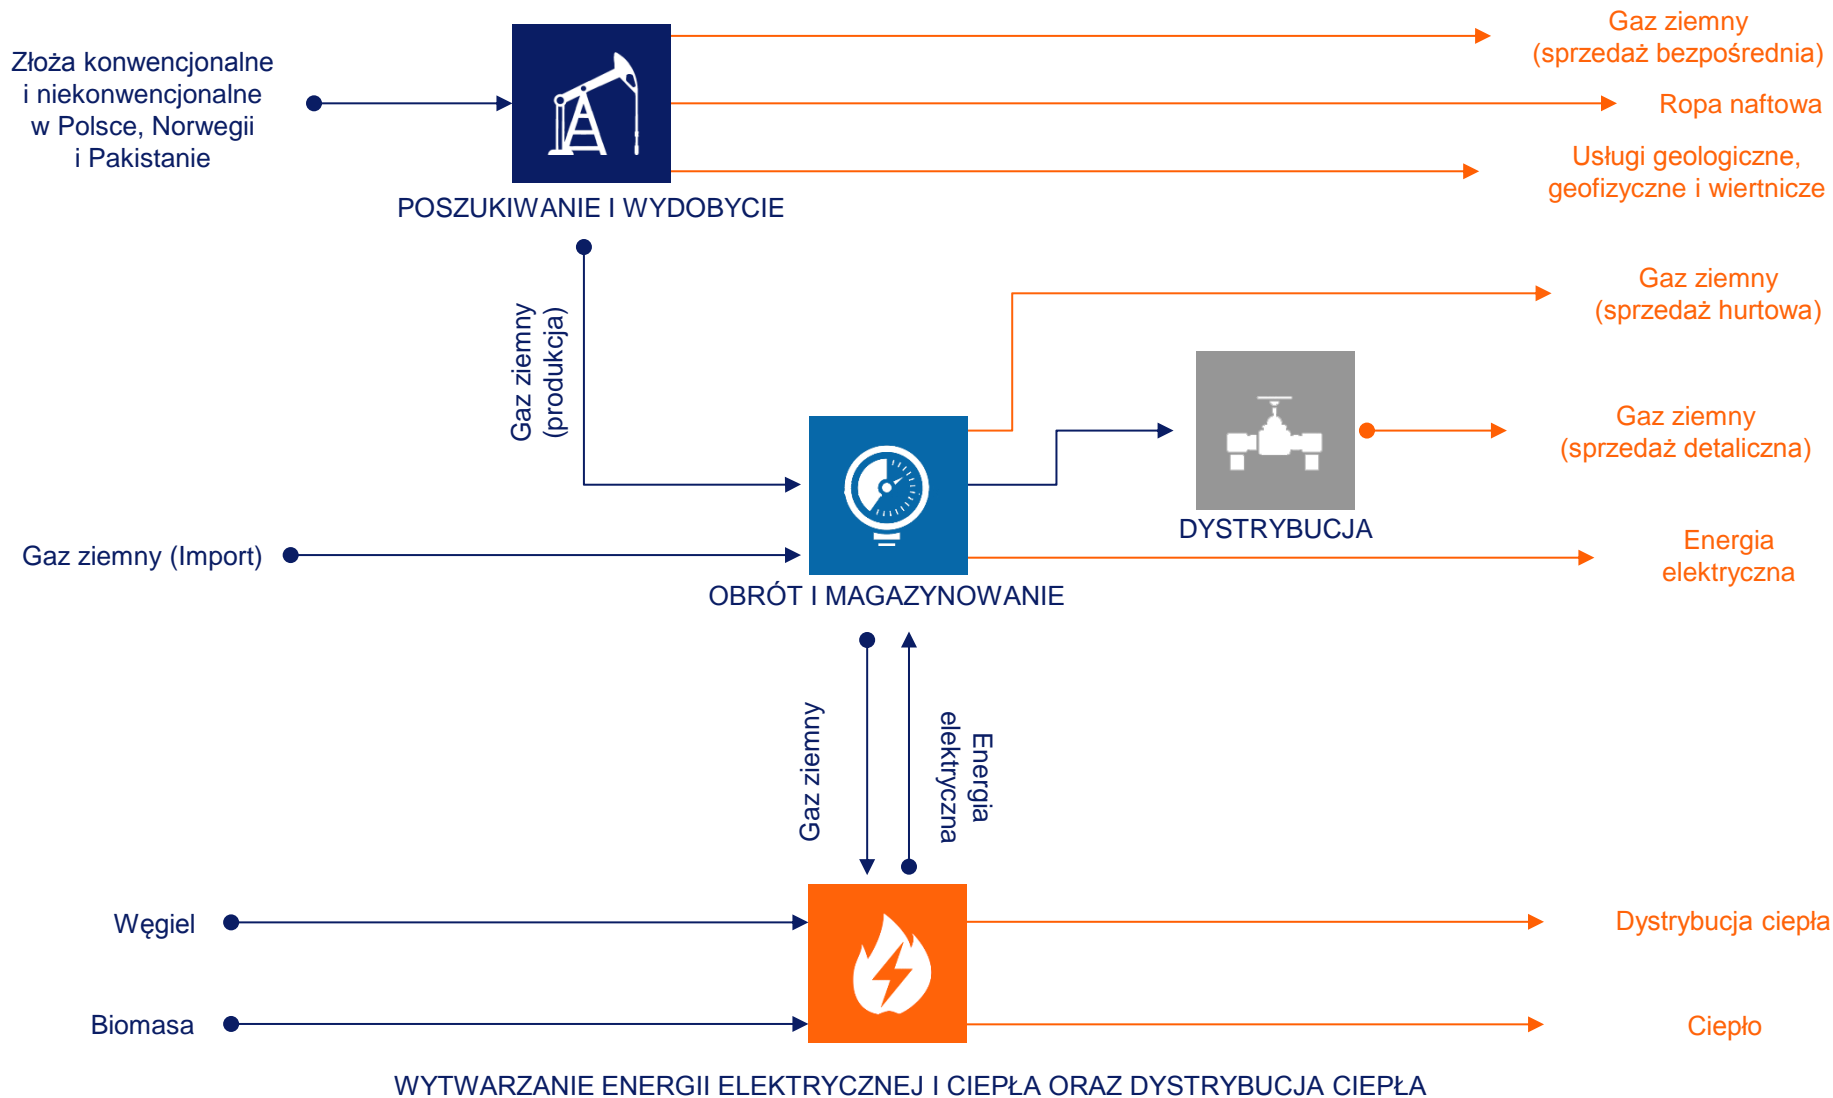 Złoża konwencjonalne
i niekonwencjonalne
w Polsce, Norwegii
i Pakistanie
POSZUKIWANIE I WYDOBYCIE
Gaz ziemny
(sprzedaż bezpośrednia)
Ropa naftowa
Usługi geologiczne,
geofizyczne i wiertnicze
Gaz ziemny
(produkcja)
Gaz ziemny
(sprzedaż hurtowa)
Gaz ziemny
(sprzedaż detaliczna)
DYSTRYBUCJA
Gaz ziemny (Import)
Energia
elektryczna
OBRÓT I MAGAZYNOWANIE
Gaz ziemny
Energia
elektryczna
Węgiel
Dystrybucja ciepła
Biomasa
Ciepło
WYTWARZANIE ENERGII ELEKTRYCZNEJ I CIEPŁA ORAZ DYSTRYBUCJA CIEPŁA